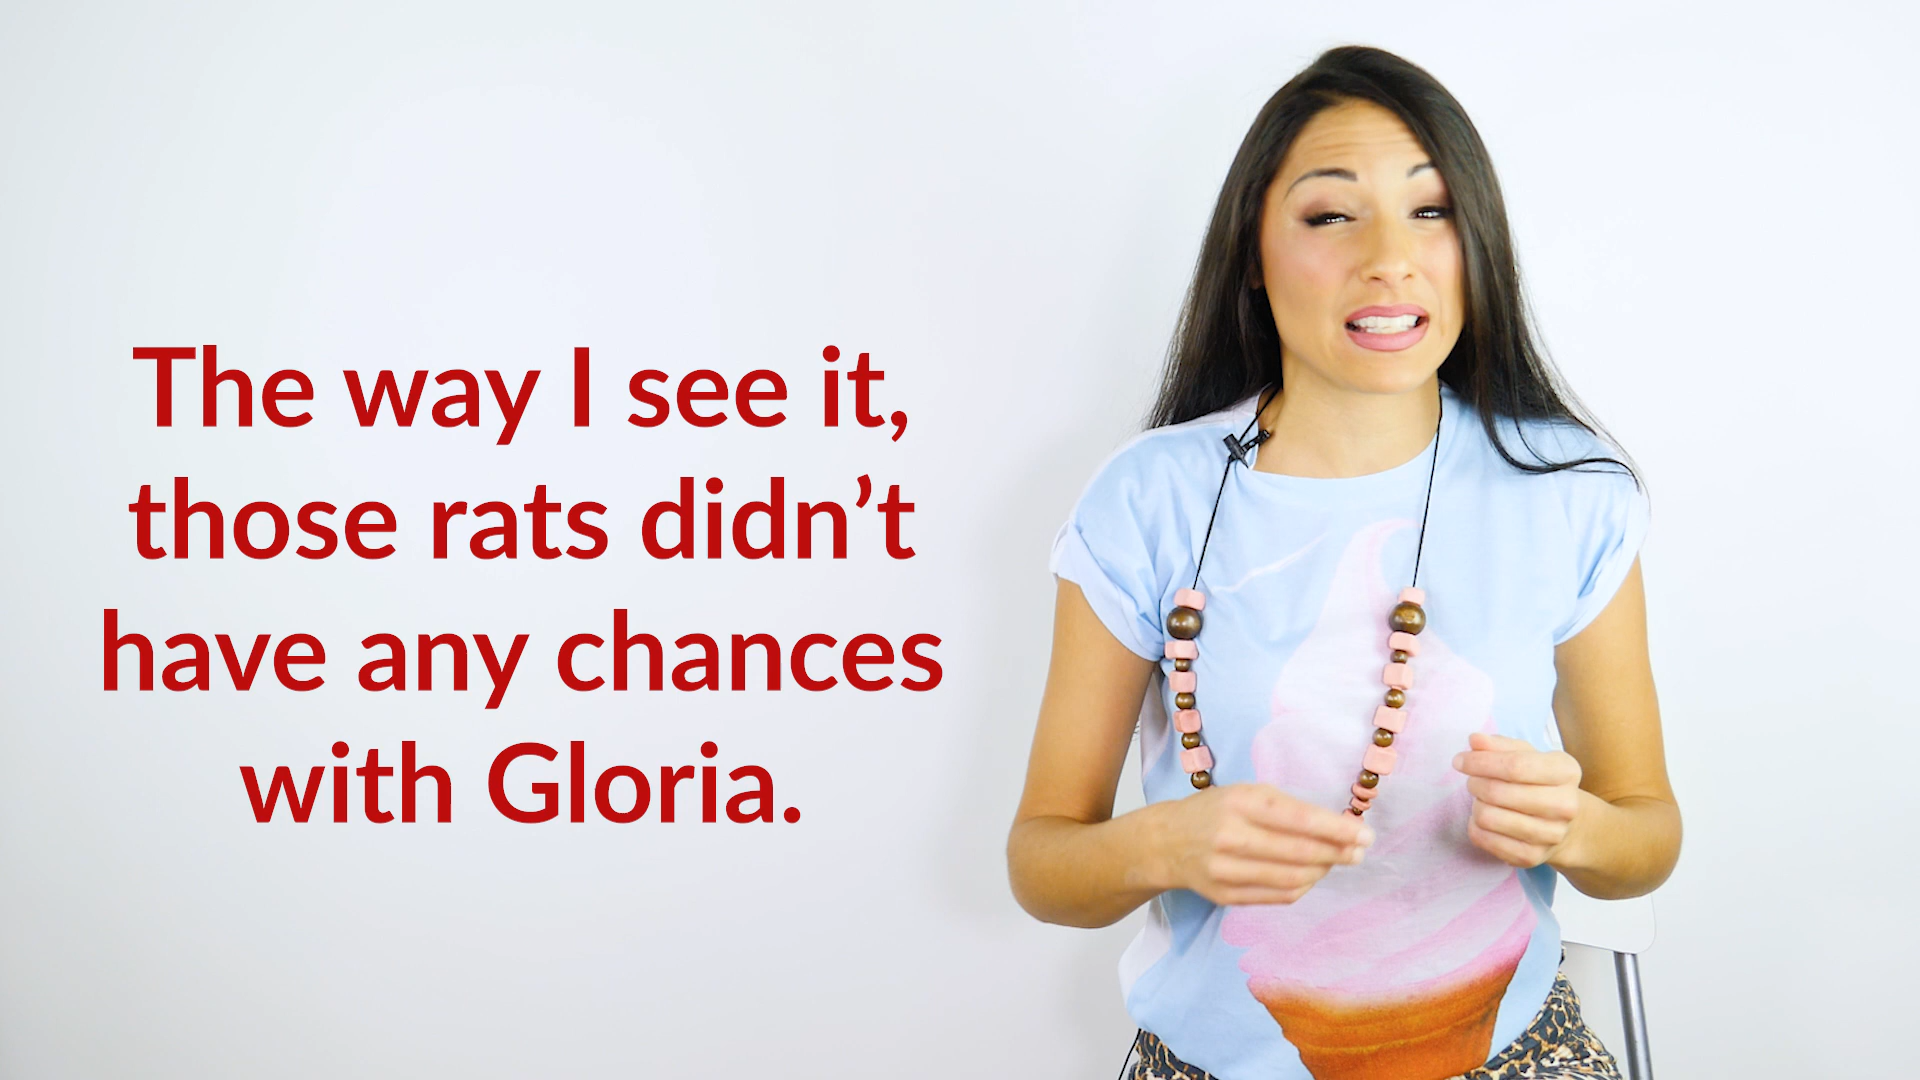 The way I see it,
those rats didn’t
have any chances
with Gloria.